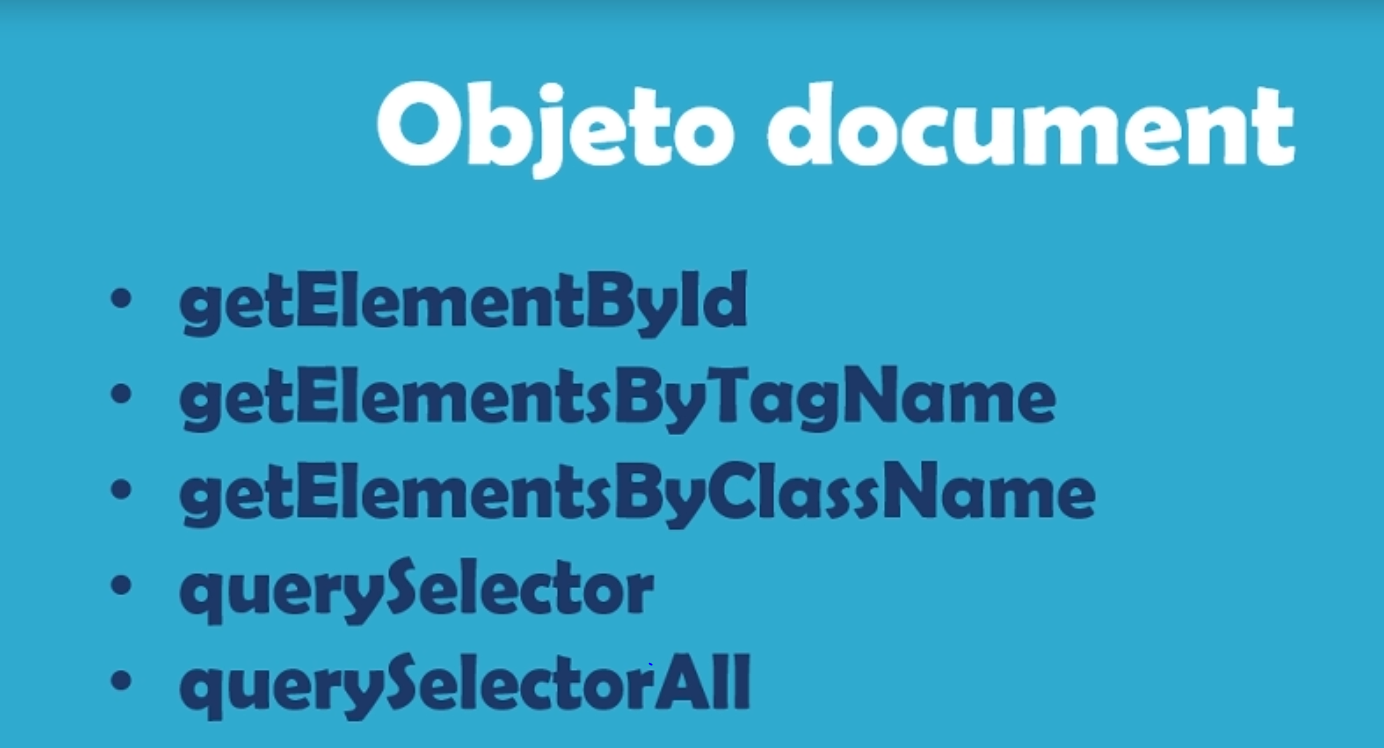 Objeto document
• getElementById
• getElementsByTagName
• getElementsByClassName
• querySelector
• querySelectorAll